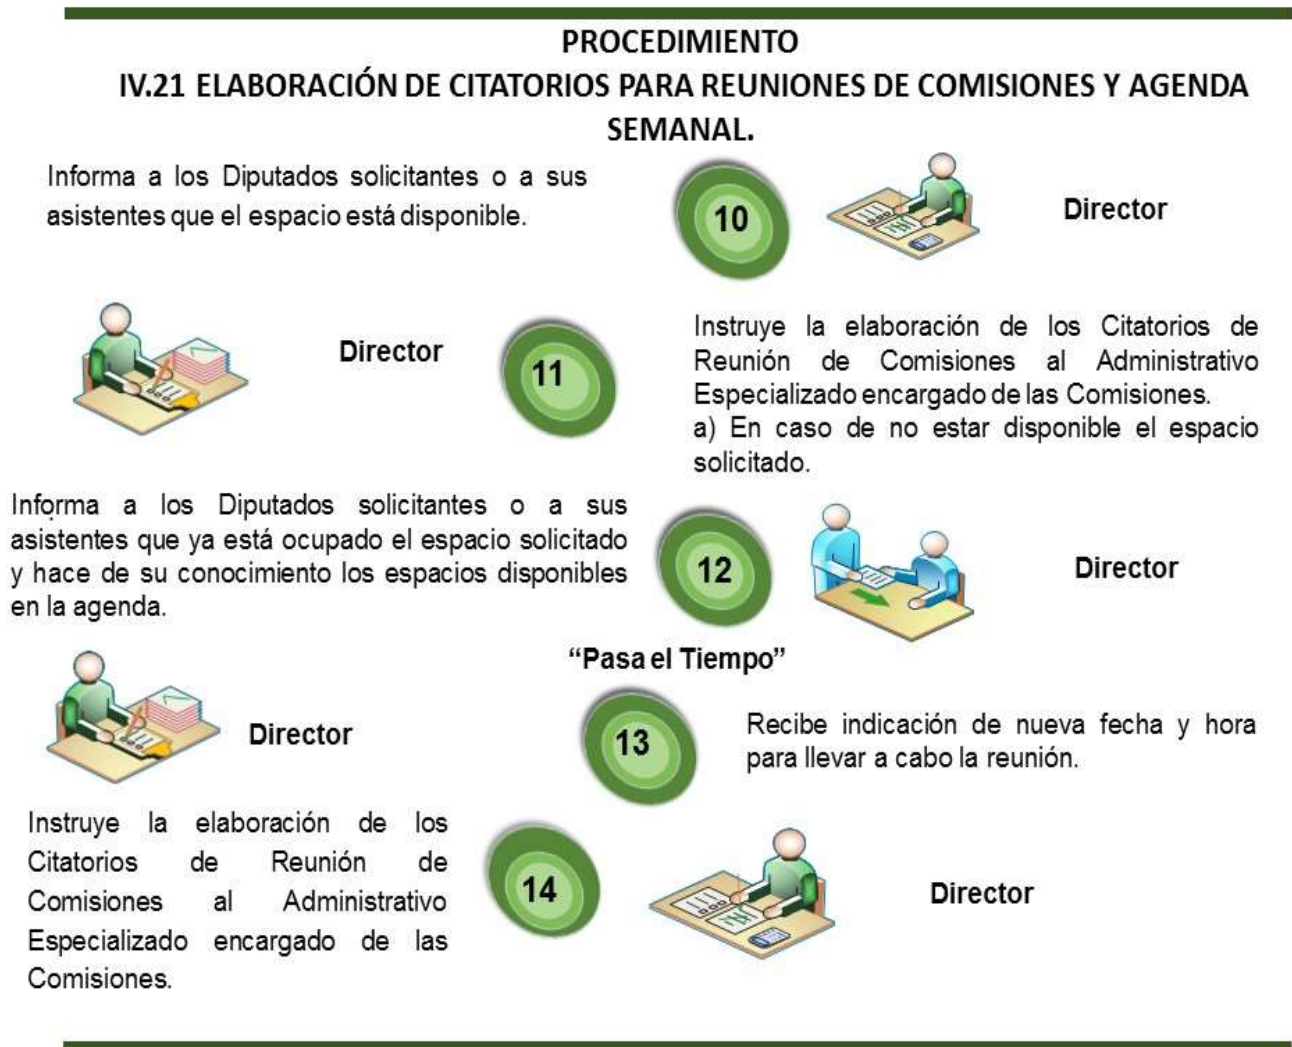 PROCEDIMIENTO
IV.21 ELABORACIÓN DE CITATORIOS PARA REUNIONES DE COMISIONES Y AGENDA
SEMANAL.
Informa a los Diputados solicitantes o a sus
asistentes que el espacio está disponible.
10
Director
Director
11
Instruye la elaboración de los Citatorios de
Reunión de Comisiones al Administrativo
Especializado encargado de las Comisiones.
a) En caso de no estar disponible el espacio
solicitado.
Informa a los Diputados solicitantes o a sus
asistentes que ya está ocupado el espacio solicitado
y hace de su conocimiento los espacios disponibles
en la agenda.
12
Director
“Pasa el Tiempo”
Director
13
Recibe indicación de nueva fecha y hora
para llevar a cabo la reunión.
Instruye la elaboración de los
Citatorios de Reunión de
Comisiones al Administrativo
Especializado encargado de las
Comisiones.
14
Director